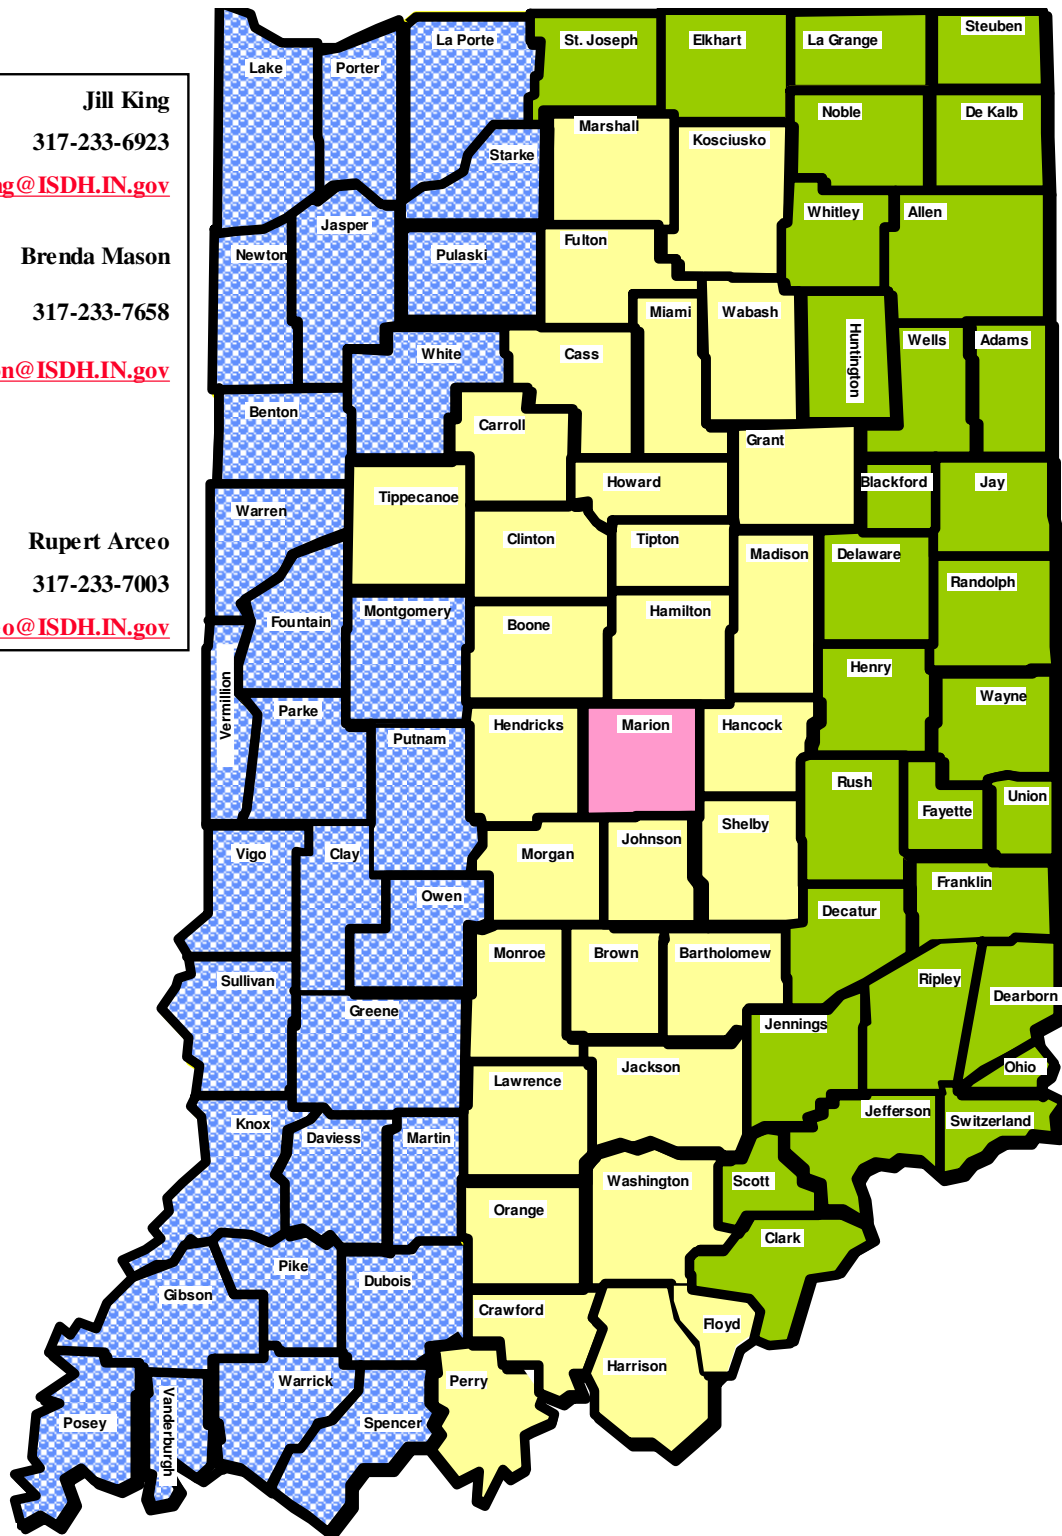 Jill King
317-233-6923
ng@ISDH.IN.gov
Brenda Mason
317-233-7658
on@ISDH.IN.gov
Rupert Arceo
317-233-7003
o@ISDH.IN.gov
Lake
Porter
La Porte
St. Joseph
Elkhart
La Grange
Steuben
Noble
De Kalb
Marshall
Kosciusko
Starke
Whitley
Allen
Jasper
Newton
Pulaski
Fulton
Miami
Wabash
Huntington
Wells
Adams
White
Cass
Benton
Carroll
Grant
Howard
Blackford
Jay
Tippecanoe
Warren
Clinton
Tipton
Madison
Delaware
Randolph
Fountain
Montgomery
Boone
Hamilton
Henry
Wayne
Vermillion
Parke
Putnam
Hendricks
Marion
Hancock
Rush
Fayette
Union
Vigo
Clay
Morgan
Johnson
Shelby
Franklin
Owen
Decatur
Sullivan
Greene
Monroe
Brown
Bartholomew
Ripley
Dearborn
Jennings
Ohio
Lawrence
Jackson
Jefferson
Switzerland
Knox
Daviess
Martin
Washington
Scott
Orange
Clark
Pike
Gibson
Dubois
Crawford
Floyd
Harrison
Perry
Warrick
Spencer
Vanderburgh
Posey